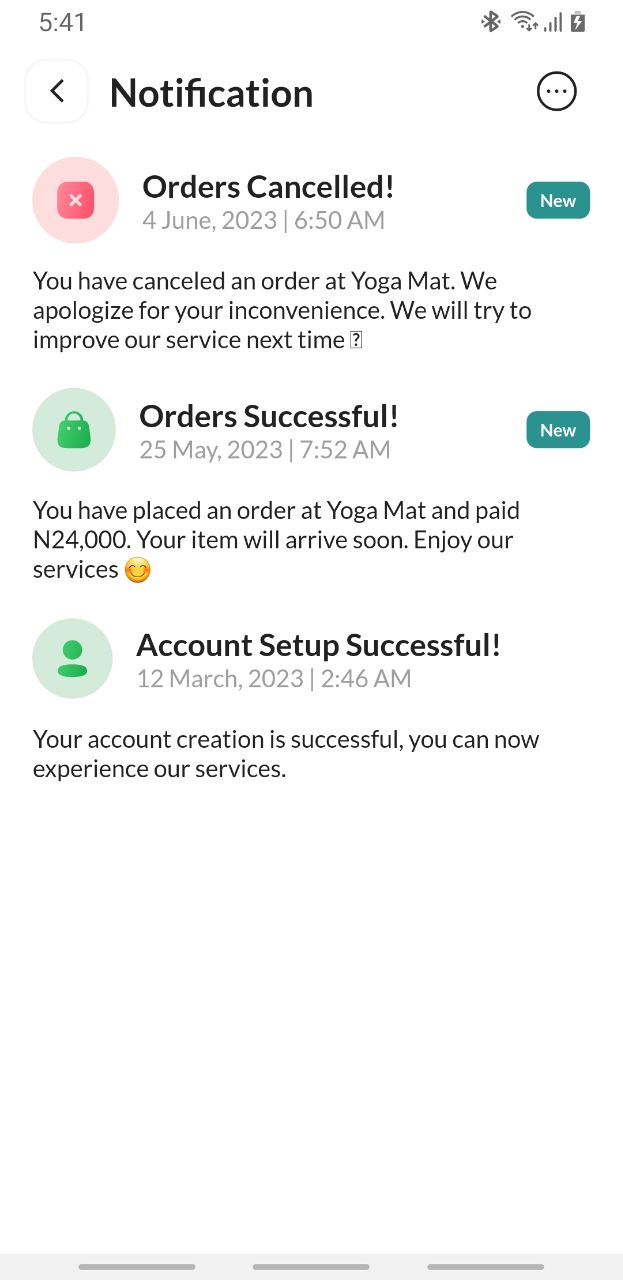 5:41
Notification
Orders Cancelled!
4 June, 2023 | 6:50 AM
New
You have canceled an order at Yoga Mat. We
apologize for your inconvenience. We will try to
improve our service next time
Orders Successful!
25 May, 2023 | 7:52 AM
New
You have placed an order at Yoga Mat and paid
N24,000. Your item will arrive soon. Enjoy our
services 😊
Account Setup Successful!
12 March, 2023 | 2:46 AM
Your account creation is successful, you can now
experience our services.